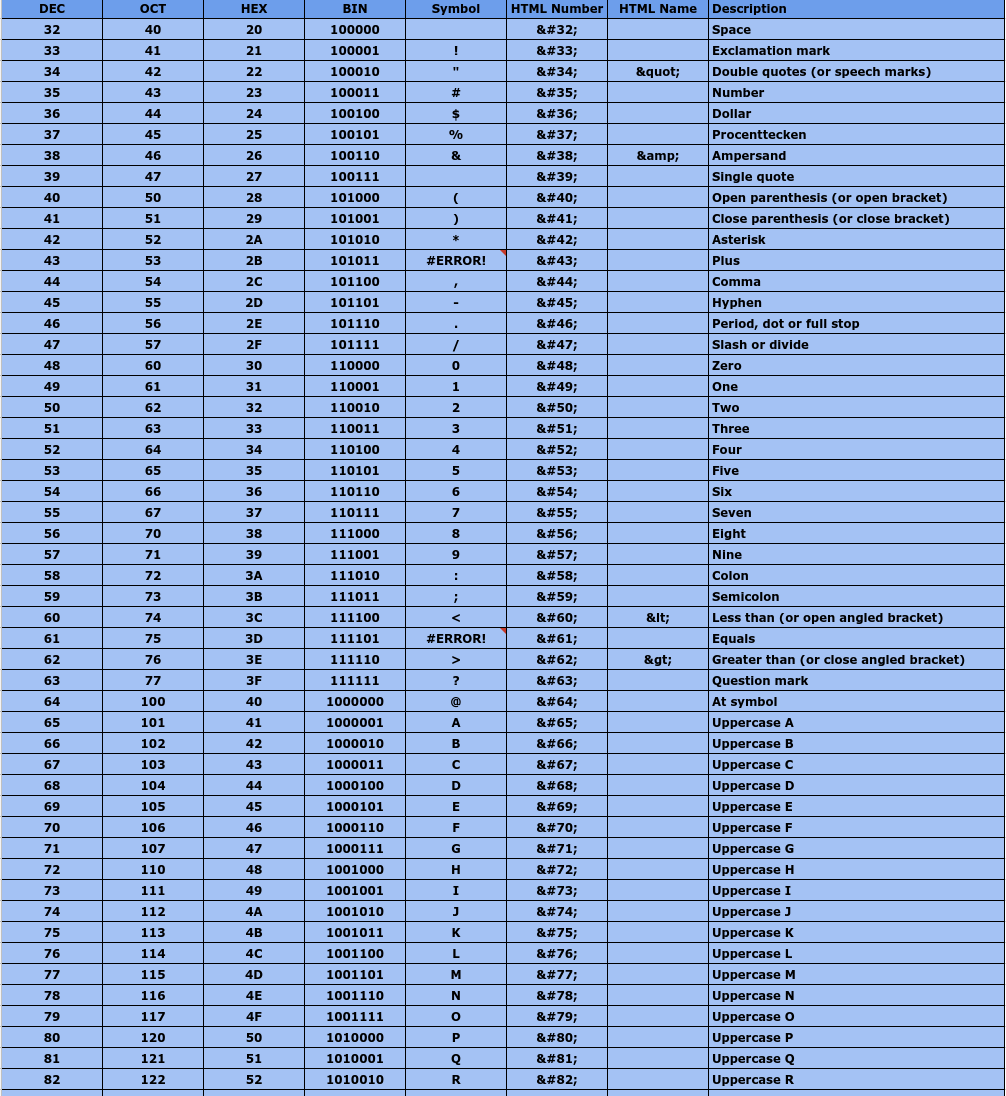 DEC OCT HEX BIN Symbol HTML Number HTML Name Description
32 40 20 100000 &#32; Space
33 41 21 100001 ! &#33; Exclamation mark
34 42 22 100010 " &#34; &quot; Double quotes (or speech marks)
35 43 23 100011 # &#35; Number
36 44 24 100100 $ &#36; Dollar
37 45 25 100101 % &#37; Procenttecken
38 46 26 100110 & &#38; &amp; Ampersand
39 47 27 100111 &#39; Single quote
40 50 28 101000 ( &#40; Open parenthesis (or open bracket)
41 51 29 101001 ) &#41; Close parenthesis (or close bracket)
42 52 2A 101010 * &#42; Asterisk
43 53 2B 101011 #ERROR! &#43; Plus
44 54 2C 101100 , &#44; Comma
45 55 2D 101101 - &#45; Hyphen
46 56 2E 101110 . &#46; Period, dot or full stop
47 57 2F 101111 / &#47; Slash or divide
48 60 30 110000 0 &#48; Zero
49 61 31 110001 1 &#49; One
50 62 32 110010 2 &#50; Two
51 63 33 110011 3 &#51; Three
52 64 34 110100 4 &#52; Four
53 65 35 110101 5 &#53; Five
54 66 36 110110 6 &#54; Six
55 67 37 110111 7 &#55; Seven
56 70 38 111000 8 &#56; Eight
57 71 39 111001 9 &#57; Nine
58 72 3A 111010 : &#58; Colon
59 73 3B 111011 ; &#59; Semicolon
60 74 3C 111100 < &#60; &lt; Less than (or open angled bracket)
61 75 3D 111101 #ERROR! &#61; Equals
62 76 3E 111110 > &#62; &gt; Greater than (or close angled bracket)
63 77 3F 111111 ? &#63; Question mark
64 100 40 1000000 @ &#64; At symbol
65 101 41 1000001 A &#65; Uppercase A
66 102 42 1000010 B &#66; Uppercase B
67 103 43 1000011 C &#67; Uppercase C
68 104 44 1000100 D &#68; Uppercase D
69 105 45 1000101 E &#69; Uppercase E
70 106 46 1000110 F &#70; Uppercase F
71 107 47 1000111 G &#71; Uppercase G
72 110 48 1001000 H &#72; Uppercase H
73 111 49 1001001 I &#73; Uppercase I
74 112 4A 1001010 J &#74; Uppercase J
75 113 4B 1001011 K &#75; Uppercase K
76 114 4C 1001100 L &#76; Uppercase L
77 115 4D 1001101 M &#77; Uppercase M
78 116 4E 1001110 N &#78; Uppercase N
79 117 4F 1001111 O &#79; Uppercase O
80 120 50 1010000 P &#80; Uppercase P
81 121 51 1010001 Q &#81; Uppercase Q
82 122 52 1010010 R &#82; Uppercase R